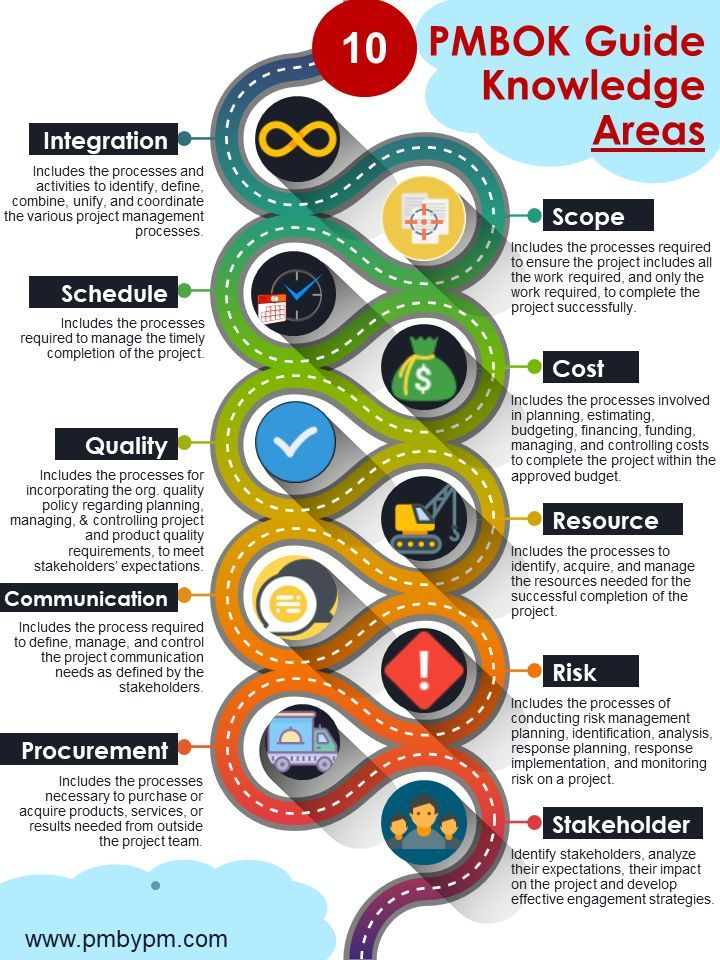 10
PMBOK Guide
Knowledge
Areas
Integration
Includes the processes and
activities to identify, define,
combine, unify, and coordinate
the various project management
processes.
Scope
Includes the processes required
to ensure the project includes all
the work required, and only the
work required, to complete the
project successfully.
Schedule
Includes the processes
required to manage the timely
completion of the project.
Cost
Includes the processes involved
in planning, estimating,
budgeting, financing, funding,
managing, and controlling costs
to complete the project within the
approved budget.
Quality
Includes the processes for
incorporating the org. quality
policy regarding planning,
managing, & controlling project
and product quality
requirements, to meet
stakeholders’ expectations.
Resource
Includes the processes to
identify, acquire, and manage
the resources needed for the
successful completion of the
project.
Communication
Includes the process required
to define, manage, and control
the project communication
needs as defined by the
stakeholders.
Risk
Includes the processes of
conducting risk management
planning, identification, analysis,
response planning, response
implementation, and monitoring
risk on a project.
Procurement
Includes the processes
necessary to purchase or
acquire products, services, or
results needed from outside
the project team.
Stakeholder
Identify stakeholders, analyze
their expectations, their impact
on the project and develop
effective engagement strategies.
www.pmbypm.com